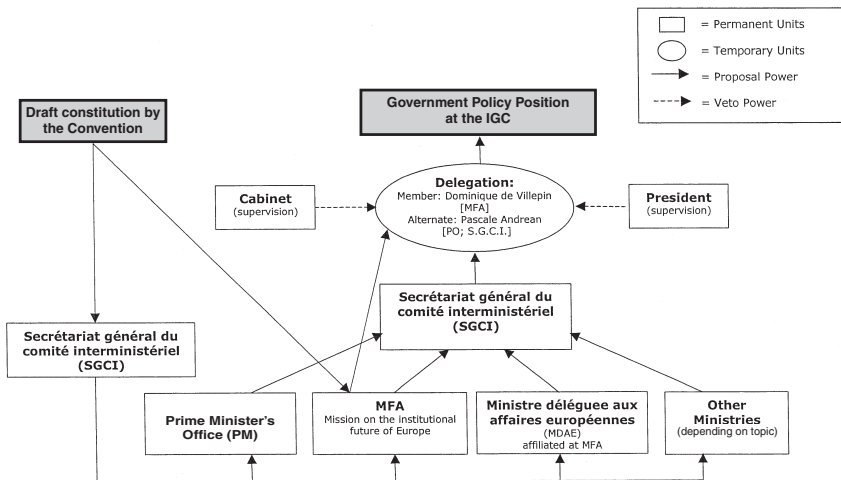 = Permanent Units
= Temporary Units
= Proposal Power
= Veto Power
Draft constitution by
the Convention
Government Policy Position
at the IGC
Cabinet
(supervision)
Delegation:
Member: Dominique de Villepin
[MFA]
Alternate: Pascale Andrean
[PO; S.G.C.I.]
President
(supervision)
Secrétariat général du
comité interministériel
(SGCI)
Secrétariat général du
comité interministériel
(SGCI)
Prime Minister's
Office (PM)
MFA
Mission on the institutional
future of Europe
Ministre déléguee aux
affaires européennes
(MDAE)
affiliated at MFA
Other
Ministries
(depending on topic)